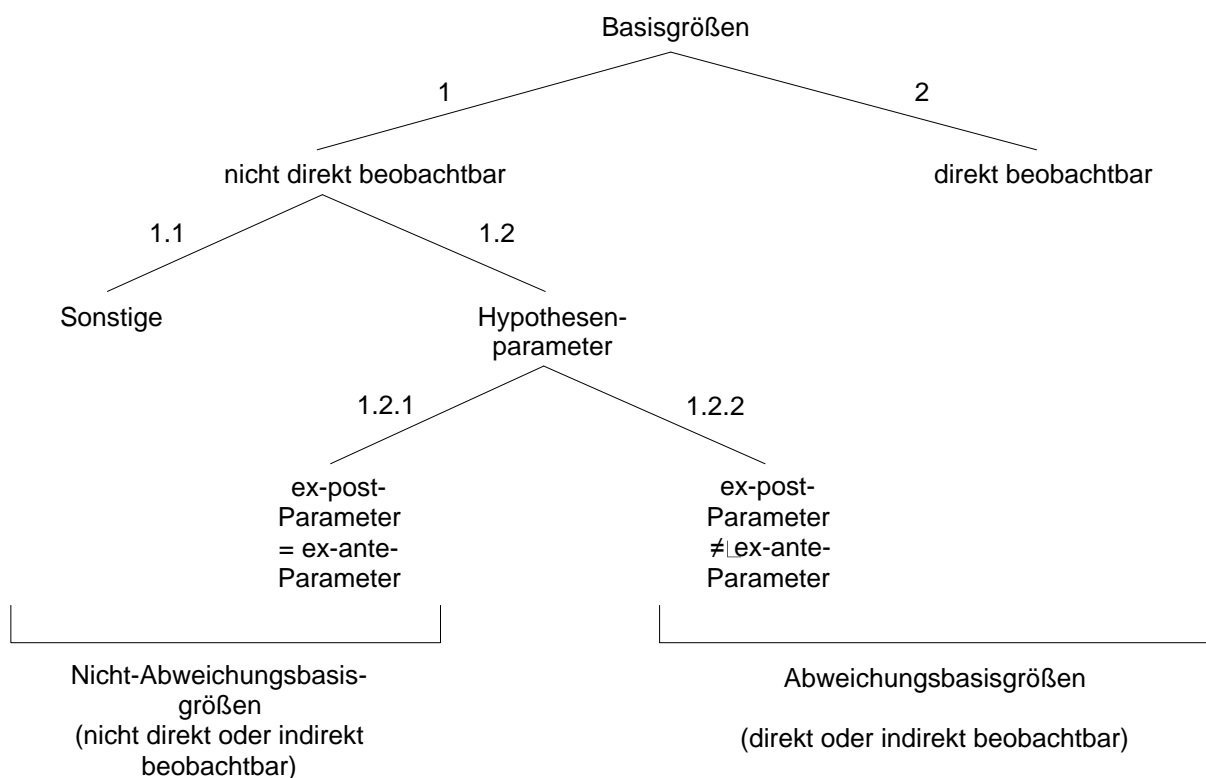 Basisgrößen
1
2
nicht direkt beobachtbar
direkt beobachtbar
1.1
1.2
Sonstige
Hypothesen-
parameter
1.2.1
1.2.2
ex-post-
Parameter
= ex-ante-
Parameter
ex-post-
Parameter
≠ ex-ante-
Parameter
Nicht-Abweichungsbasis-
größen
(nicht direkt oder indirekt
beobachtbar)
Abweichungsbasisgrößen
(direkt oder indirekt beobachtbar)